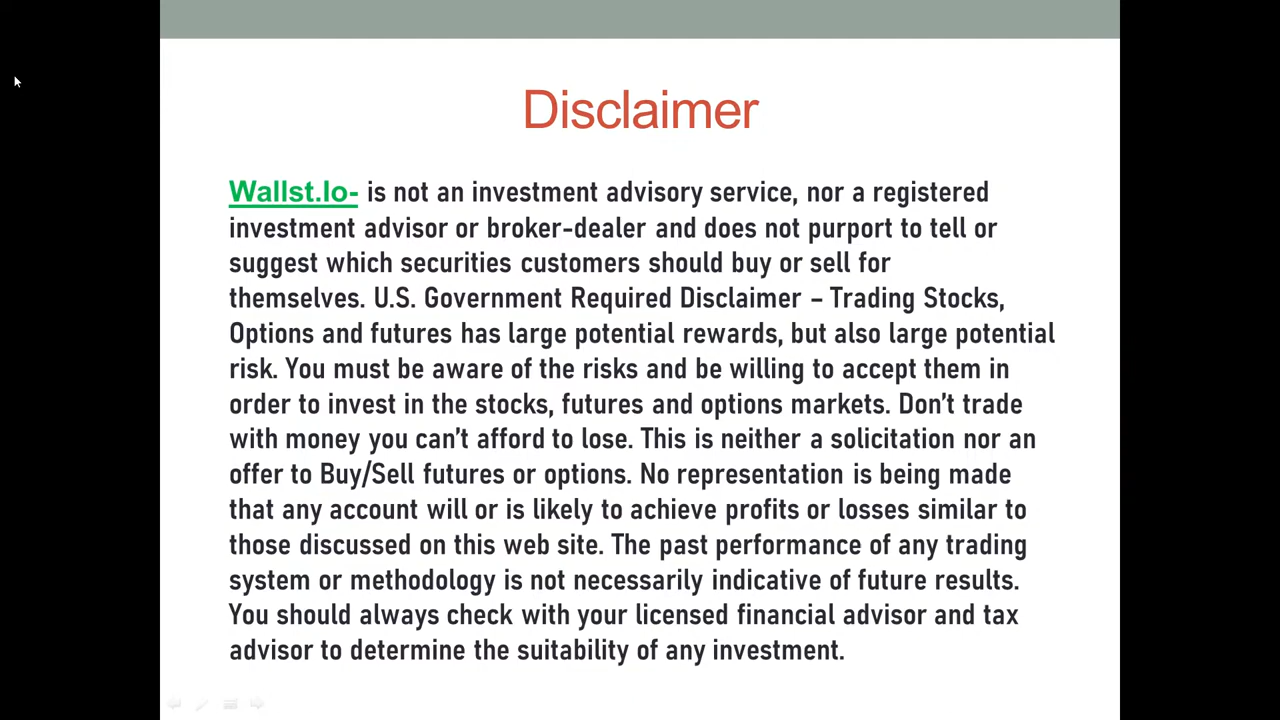 Disclaimer
Wallst.Io- is not an investment advisory service, nor a registered
investment advisor or broker-dealer and does not purport to tell or
suggest which securities customers should buy or sell for
themselves. U.S. Government Required Disclaimer – Trading Stocks,
Options and futures has large potential rewards, but also large potential
risk. You must be aware of the risks and be willing to accept them in
order to invest in the stocks, futures and options markets. Don't trade
with money you can't afford to lose. This is neither a solicitation nor an
offer to Buy/Sell futures or options. No representation is being made
that any account will or is likely to achieve profits or losses similar to
those discussed on this web site. The past performance of any trading
system or methodology is not necessarily indicative of future results.
You should always check with your licensed financial advisor and tax
advisor to determine the suitability of any investment.